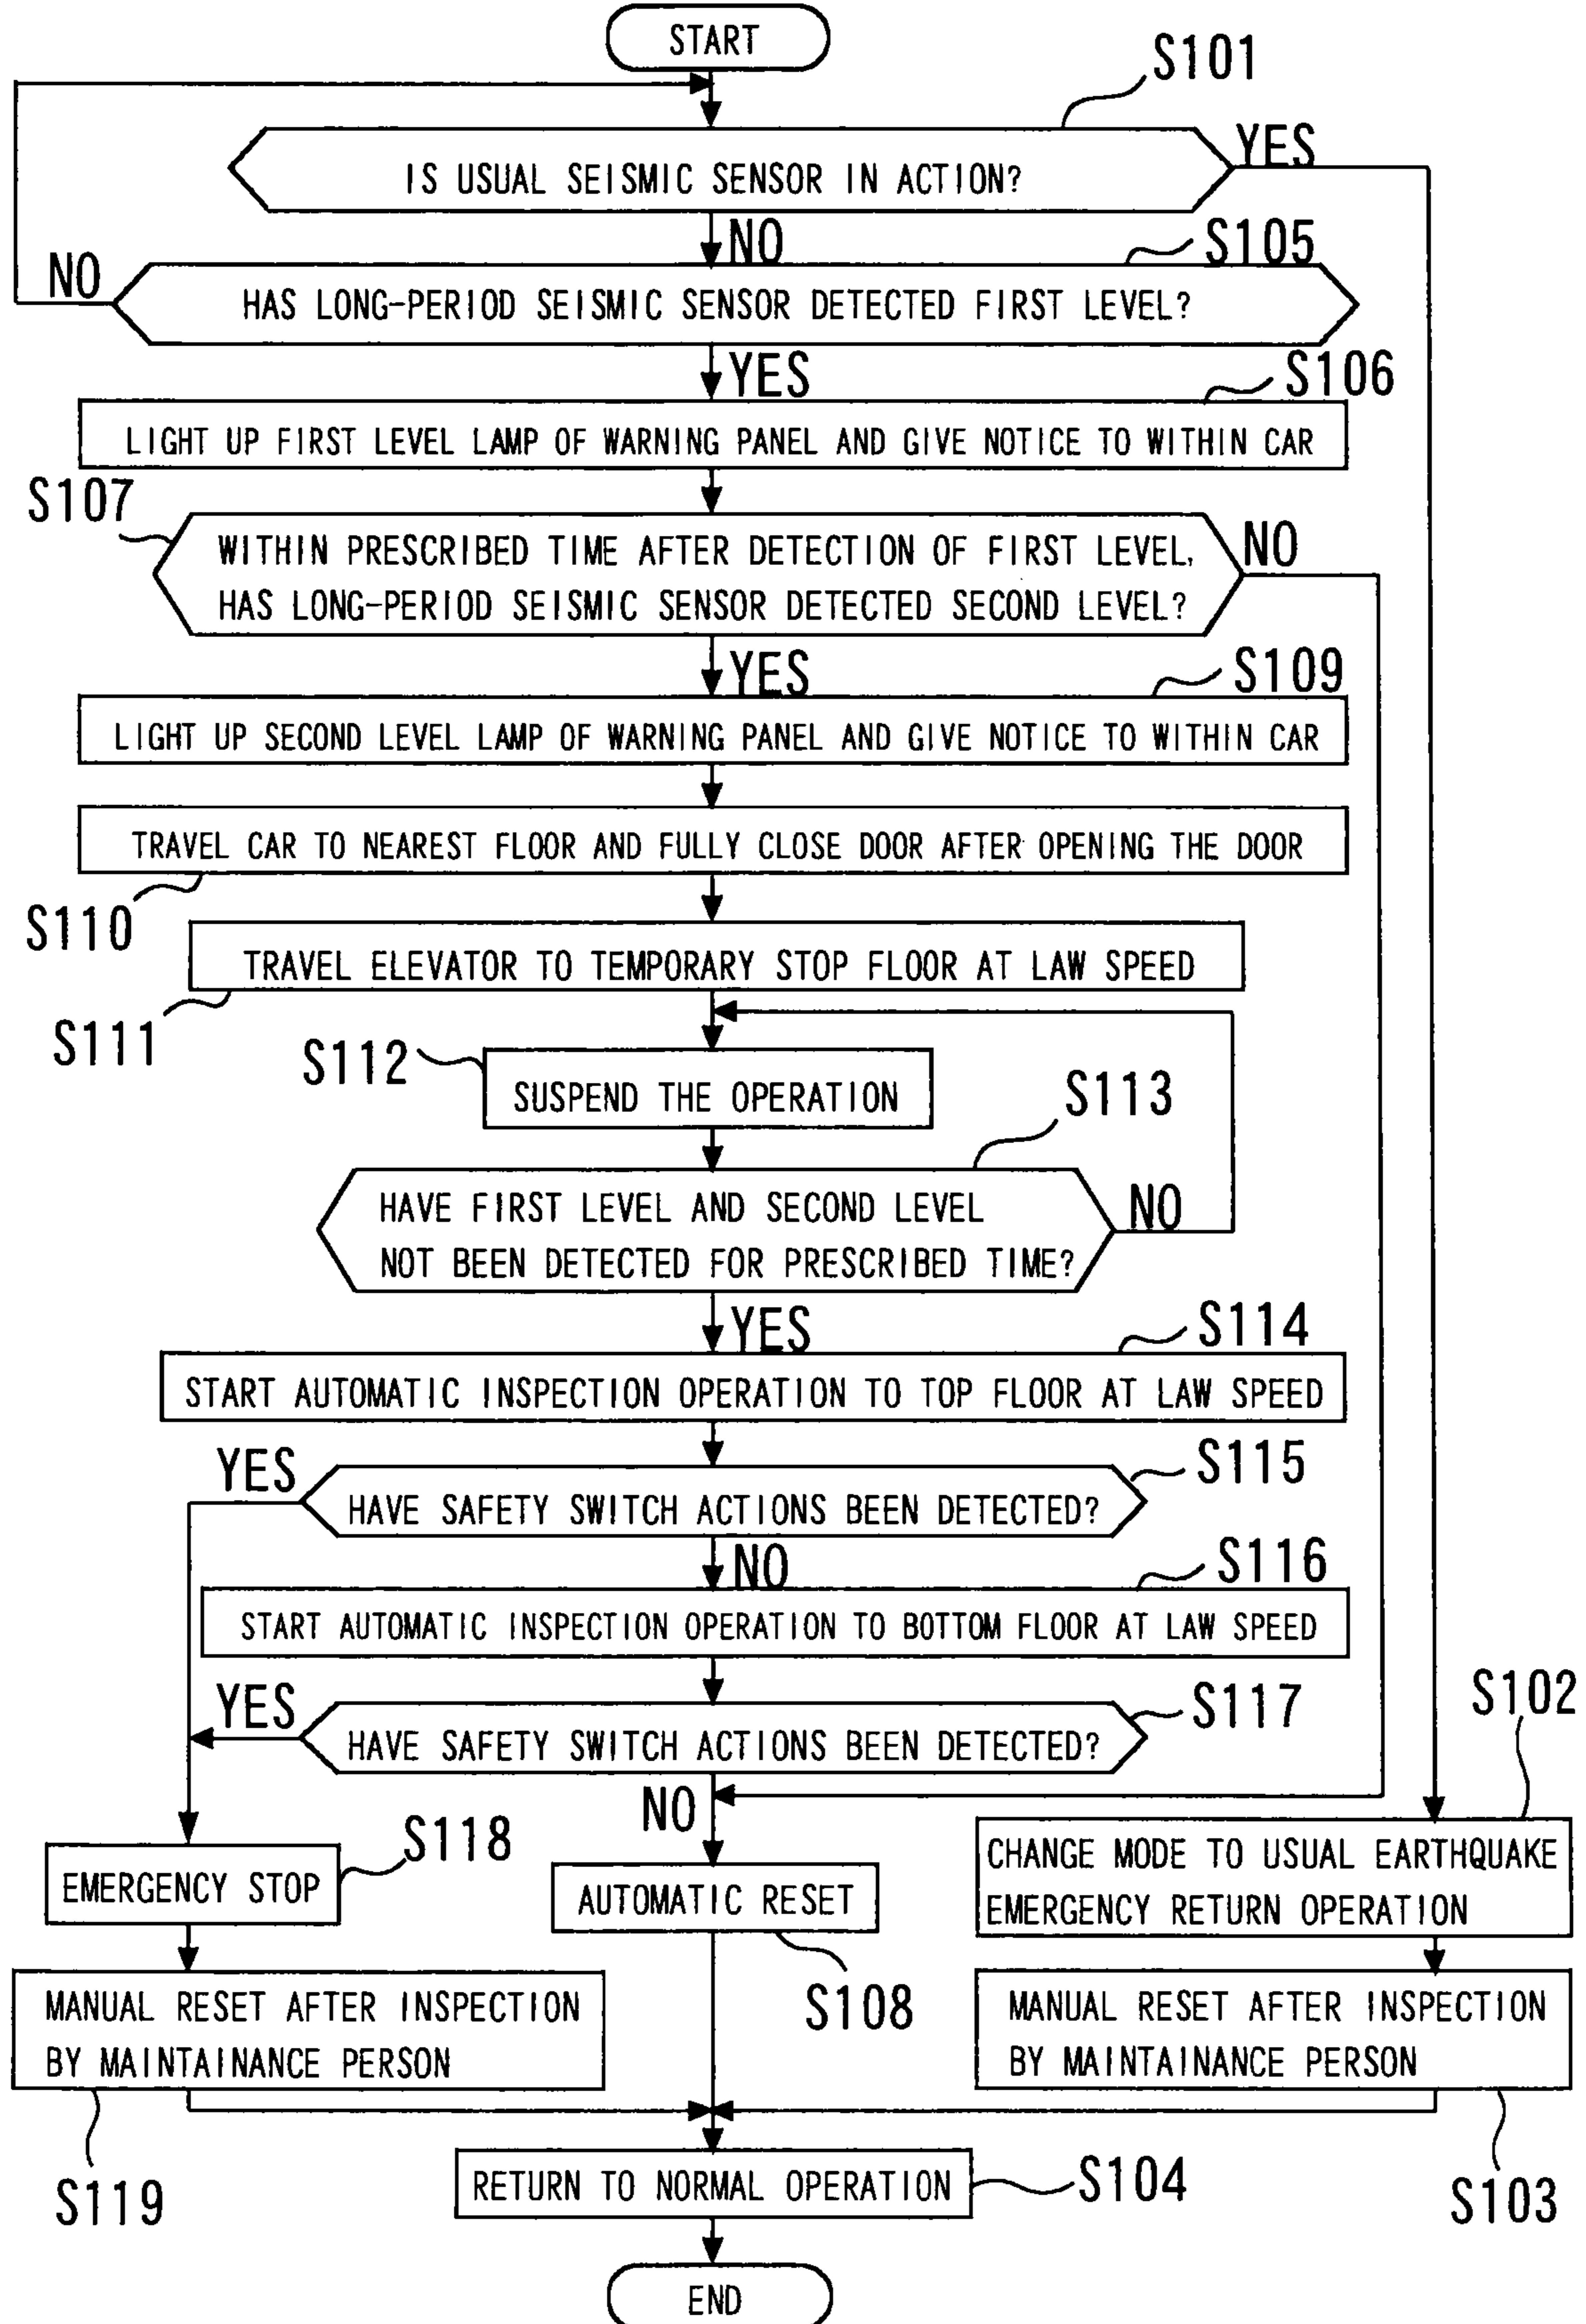 START
S101
IS USUAL SEISMIC SENSOR IN ACTION?
YES
NO
S105
NO
HAS LONG-PERIOD SEISMIC SENSOR DETECTED FIRST LEVEL?
YES
S106
LIGHT UP FIRST LEVEL LAMP OF WARNING PANEL AND GIVE NOTICE TO WITHIN CAR
S107
WITHIN PRESCRIBED TIME AFTER DETECTION OF FIRST LEVEL,
HAS LONG-PERIOD SEISMIC SENSOR DETECTED SECOND LEVEL?
NO
YES
S109
LIGHT UP SECOND LEVEL LAMP OF WARNING PANEL AND GIVE NOTICE TO WITHIN CAR
TRAVEL CAR TO NEAREST FLOOR AND FULLY CLOSE DOOR AFTER OPENING THE DOOR
S110
TRAVEL ELEVATOR TO TEMPORARY STOP FLOOR AT LAW SPEED
S111
S112
SUSPEND THE OPERATION
S113
HAVE FIRST LEVEL AND SECOND LEVEL
NOT BEEN DETECTED FOR PRESCRIBED TIME?
NO
YES
S114
START AUTOMATIC INSPECTION OPERATION TO TOP FLOOR AT LAW SPEED
YES
S115
HAVE SAFETY SWITCH ACTIONS BEEN DETECTED?
NO
S116
START AUTOMATIC INSPECTION OPERATION TO BOTTOM FLOOR AT LAW SPEED
YES
S117
HAVE SAFETY SWITCH ACTIONS BEEN DETECTED?
S102
NO
S118
EMERGENCY STOP
AUTOMATIC RESET
CHANGE MODE TO USUAL EARTHQUAKE
EMERGENCY RETURN OPERATION
S108
MANUAL RESET AFTER INSPECTION
BY MAINTAINANCE PERSON
MANUAL RESET AFTER INSPECTION
BY MAINTAINANCE PERSON
S119
RETURN TO NORMAL OPERATION
S104
S103
END